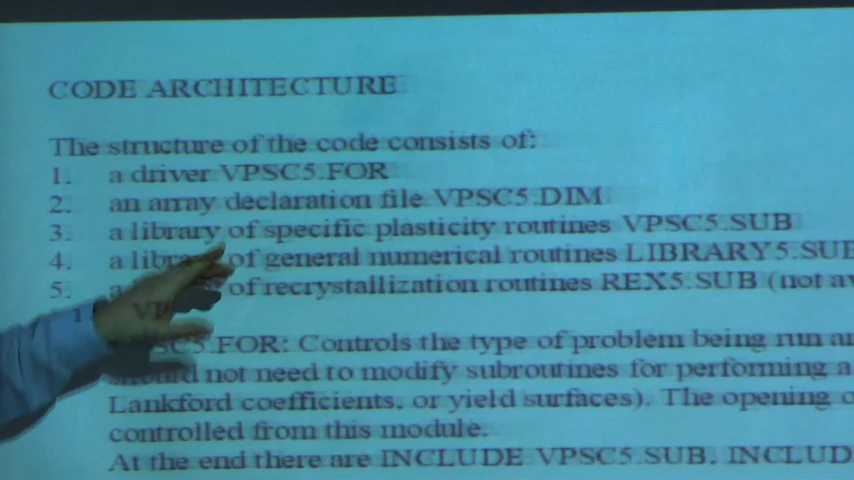 CODE ARCHITECTURE
The structure of the code consists of:
1. a driver VPSC5.FOR
2. an array declaration file VPSC5.DIM
3. a library of specific plasticity routines VPSC5.SUB
4. a library of general numerical routines LIBRARY5.SUB
5. a of recrystallization routines REX5.SUB (not
1.
FOR: Controls the type of problem being run
should not need to modify subroutines for performing a
Lankford coefficients, or yield surfaces). The opening
controlled from this module.
At the end there are INCLUDE VPSC5.SUB, INCLUD